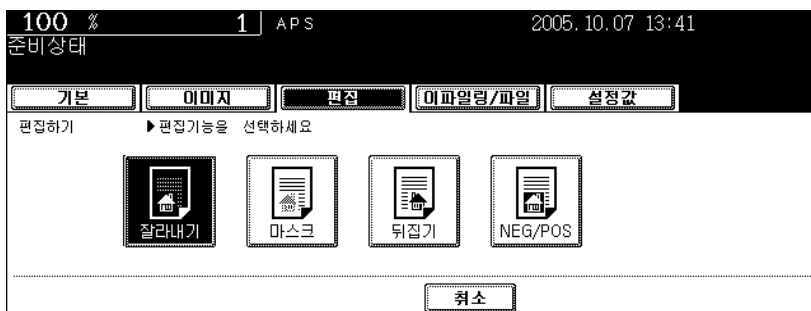 100 % 1 APS 2005.10.07 13:41
준비상태
기본 이미지 편집 이파일링/파일 설정값
편집하기 ▶편집기능을 선택하세요
잘라내기 마스크 뒤집기 NEG/POS
취소